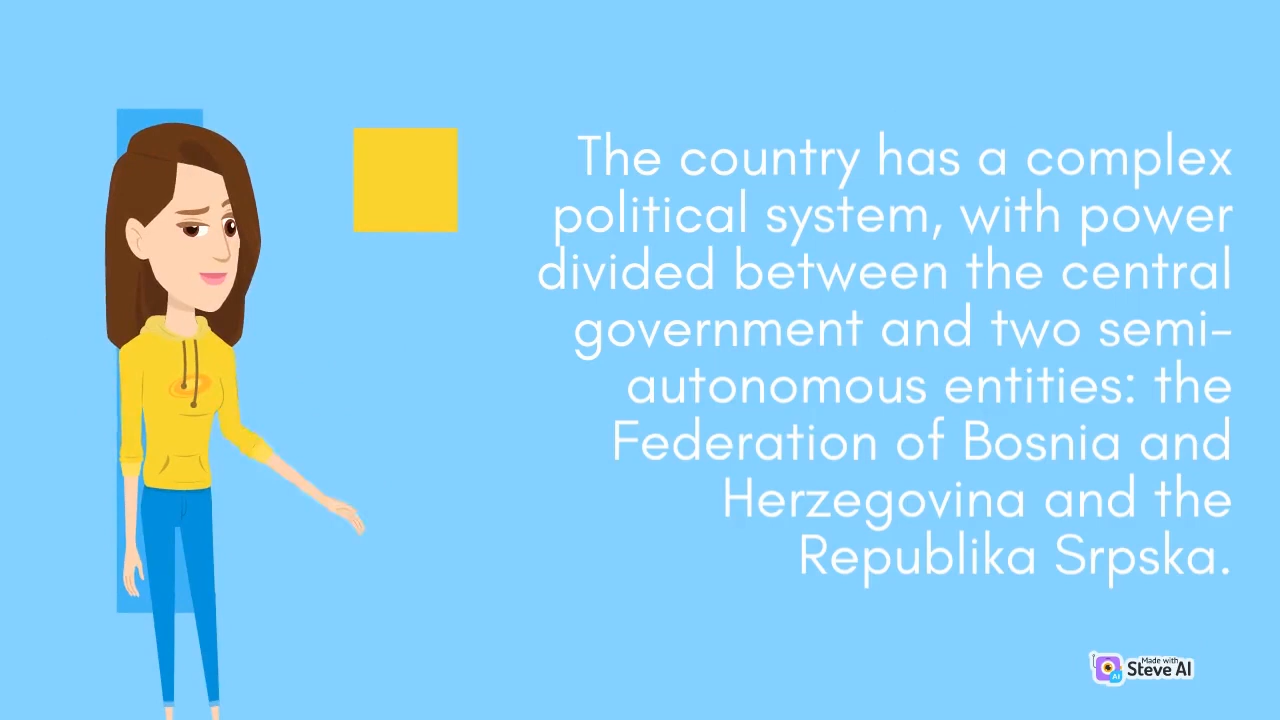 The country has a complex
political system, with power
divided between the central
government and two semi-
autonomous entities: the
Federation of Bosnia and
Herzegovina and the
Republika Srpska.
Made with
Steve AI
AI